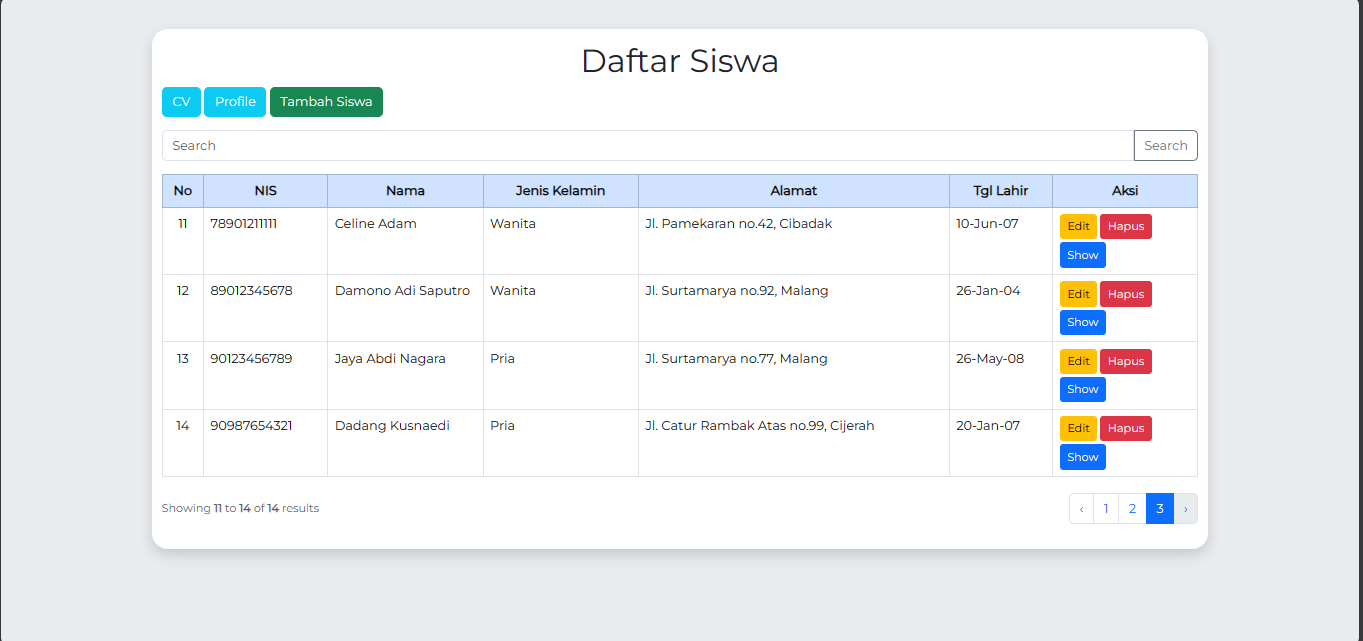 Daftar Siswa
CV Profile Tambah Siswa
Search Search
No NIS Nama Jenis Kelamin Alamat Tgl Lahir Aksi
11 78901211111 Celine Adam Wanita Jl. Pamekaran no.42, Cibadak 10-Jun-07 Edit Hapus
Show
12 89012345678 Damono Adi Saputro Wanita Jl. Surtamarya no.92, Malang 26-Jan-04 Edit Hapus
Show
13 90123456789 Jaya Abdi Nagara Pria Jl. Surtamarya no.77, Malang 26-May-08 Edit Hapus
Show
14 90987654321 Dadang Kusnaedi Pria Jl. Catur Rambak Atas no.99, Cijerah 20-Jan-07 Edit Hapus
Show
Showing 11 to 14 of 14 results ‹ 1 2 3 ›